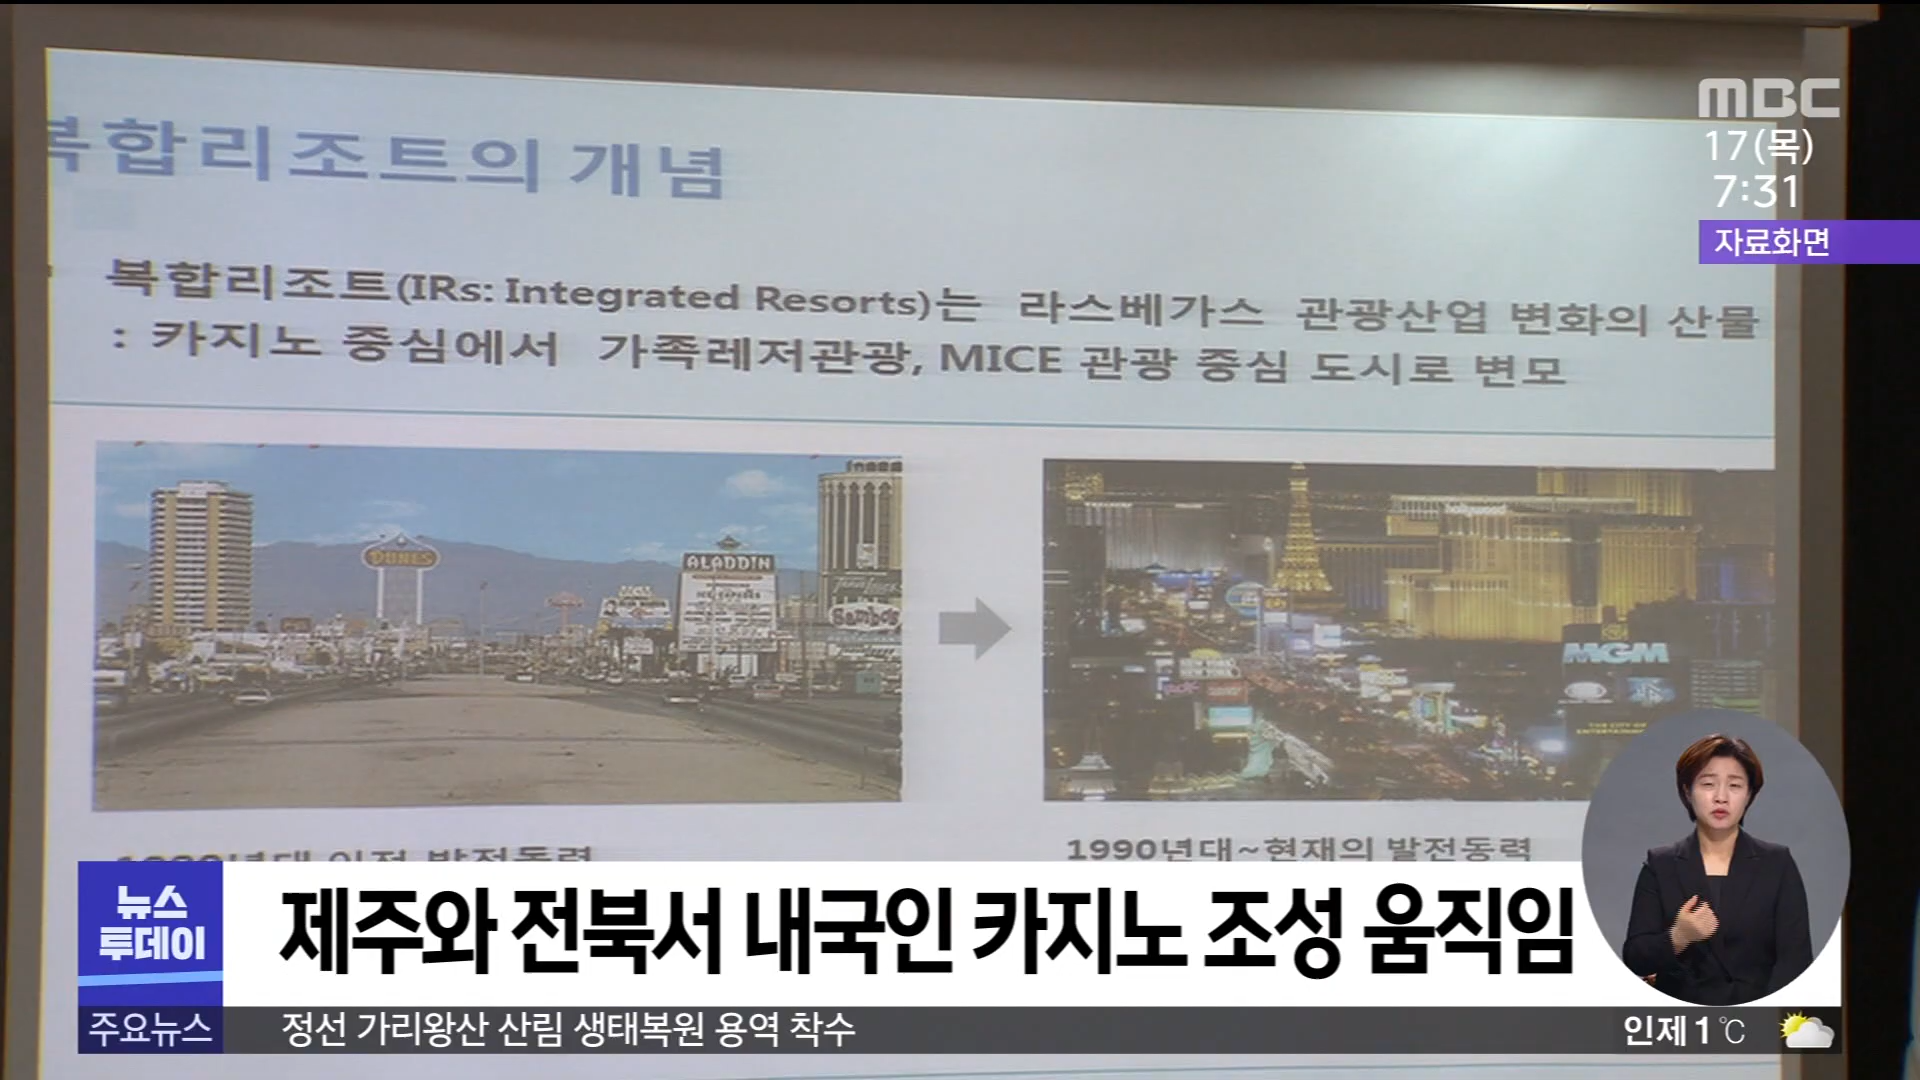 MBC
17(목)
7:31
자료화면
복합리조트의 개념
복합리조트(IRs: Integrated Resorts)는 라스베가스 관광산업 변화의 산물
: 카지노 중심에서 가족레저관광, MICE 관광 중심 도시로 변모
DUNES
ALADDIN
Sambo's
hollywood
MGM
THE CITY OF
ENTERTAINMENT
1990년대~현재의 발전동력
뉴스
투데이
제주와 전북서 내국인 카지노 조성 움직임
주요뉴스
정선 가리왕산 산림 생태복원 용역 착수
인제 1℃